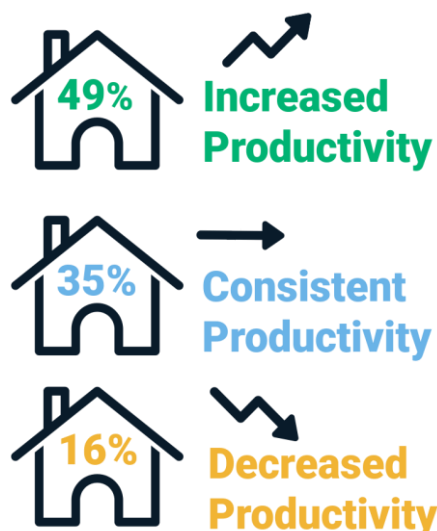 49%
Increased
Productivity
35%
Consistent
Productivity
16%
Decreased
Productivity